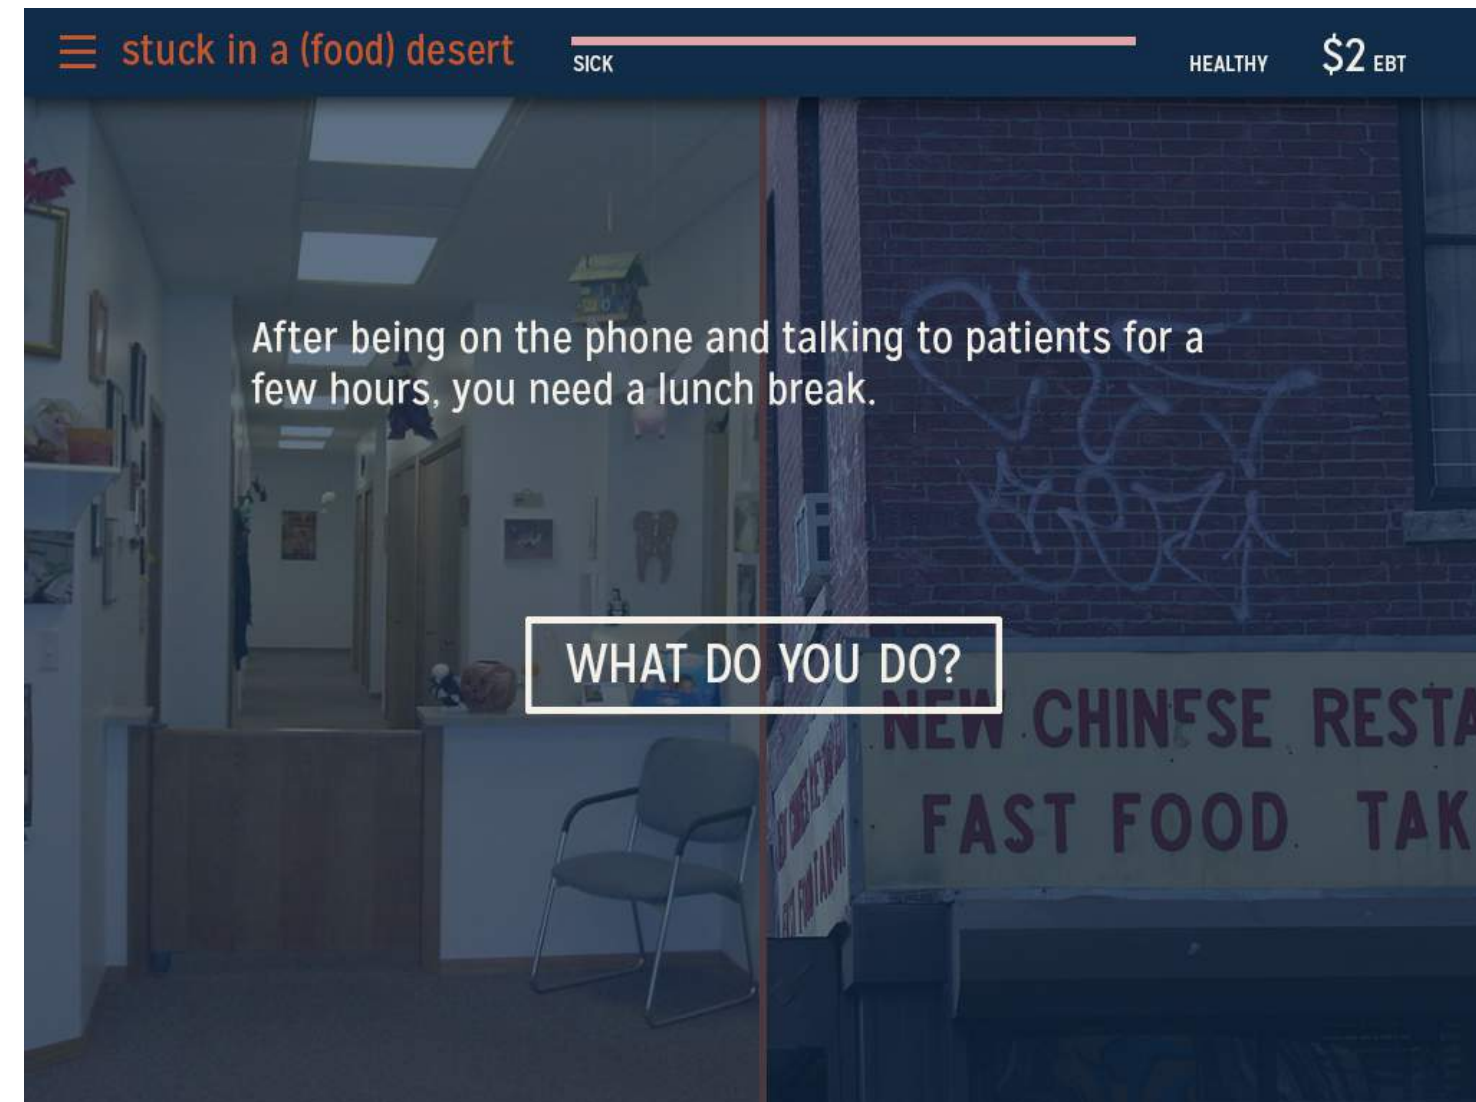 stuck in a (food) desert
SICK
HEALTHY
$2 EBT
After being on the phone and talking to patients for a
few hours, you need a lunch break.
WHAT DO YOU DO?
NEW CHINESE RESTA
FAST FOOD TAK